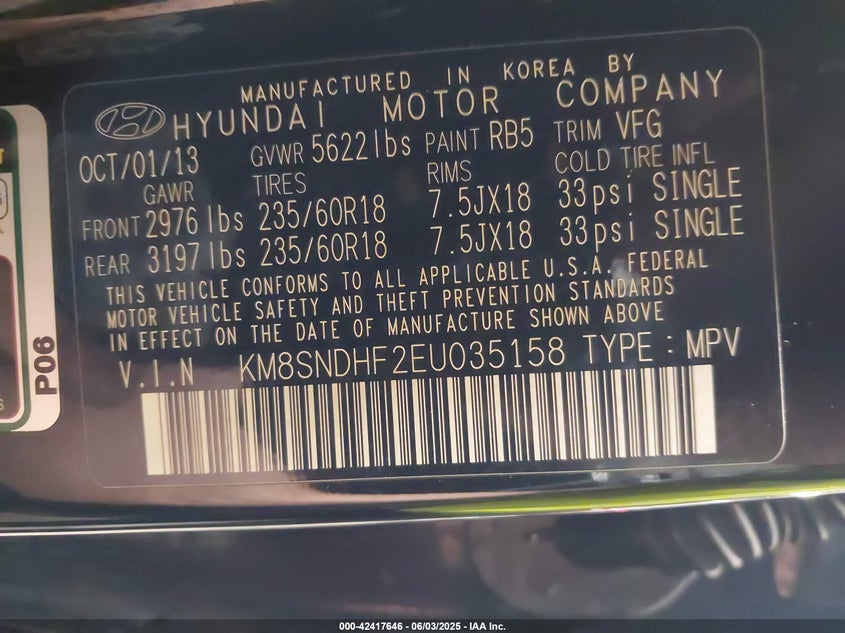 MANUFACTURED IN KOREA BY
HYUNDAI MOTOR COMPANY
OCT/01/13 GVWR 5622lbs PAINT RB5 TRIM VFG
GAWR TIRES RIMS COLD TIRE INFL
FRONT 2976lbs 235/60R18 7.5JX18 33psi SINGLE
REAR 3197lbs 235/60R18 7.5JX18 33psi SINGLE
THIS VEHICLE CONFORMS TO ALL APPLICABLE U.S.A. FEDERAL
MOTOR VEHICLE SAFETY AND THEFT PREVENTION STANDARDS
IN EFFECT ON THE DATE OF MANUFACTURE SHOWN ABOVE
V.I.N KM8SNDHF2EU035158 TYPE : MPV
P06
000-42417646 - 06/03/2025 - IAA Inc.